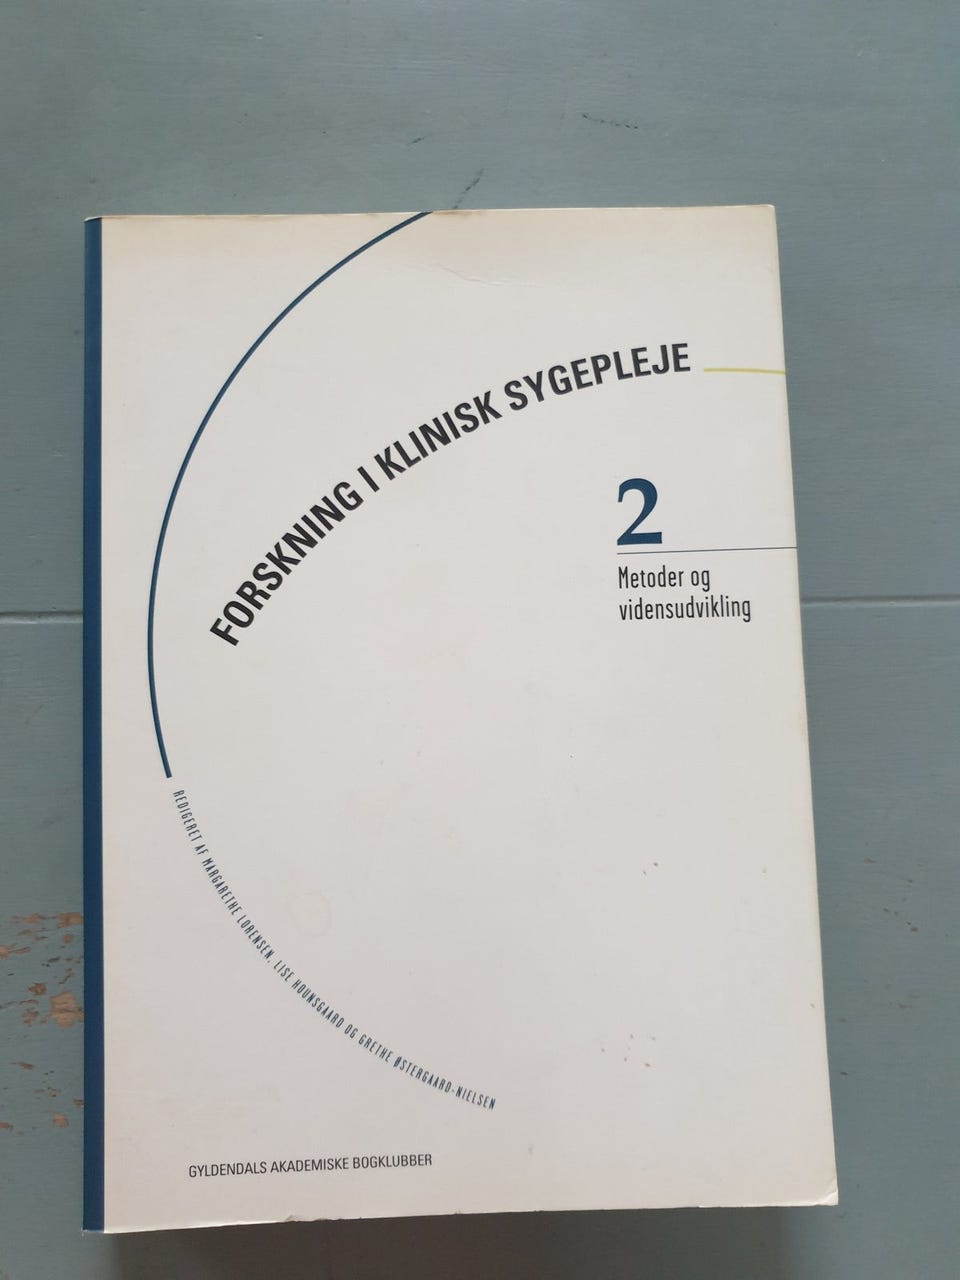 FORSKNING I KLINISK SYGEPLEJE
2
Metoder og
vidensudvikling
REDIGERET AF MARGARETHE LORENSEN, LISE HOUNSGAARD OG GRETHE ØSTERGAARD-NIELSEN
GYLDENDALS AKADEMISKE BOGKLUBBER